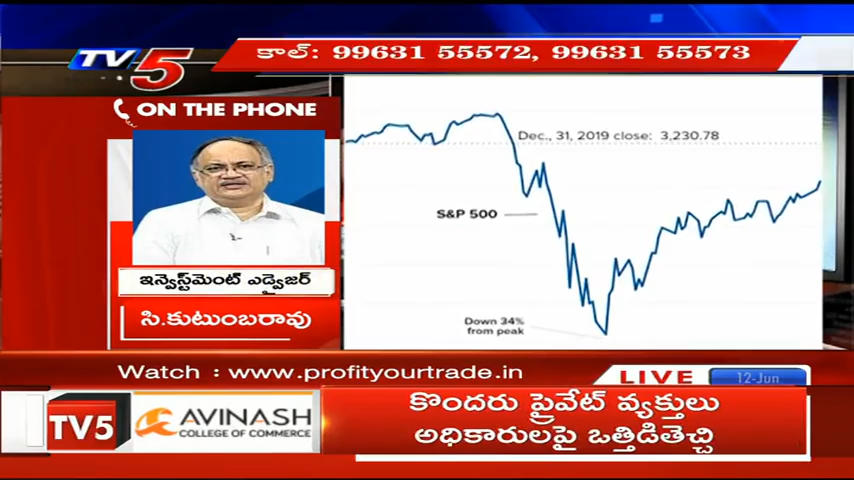 TV5
కాల్: 99631 55572, 99631 55573
ON THE PHONE
Dec., 31, 2019 close: 3,230.78
S&P 500
ఇన్వెస్ట్‌మెంట్ ఎడ్వైజర్
సి.కుటుంబరావు
Down 34%
from peak
Watch : www.profityourtrade.in
LIVE
12-Jun
TV5
AVINASH
COLLEGE OF COMMERCE
కొందరు ప్రైవేట్ వ్యక్తులు
అధికారులపై ఒత్తిడితెచ్చి